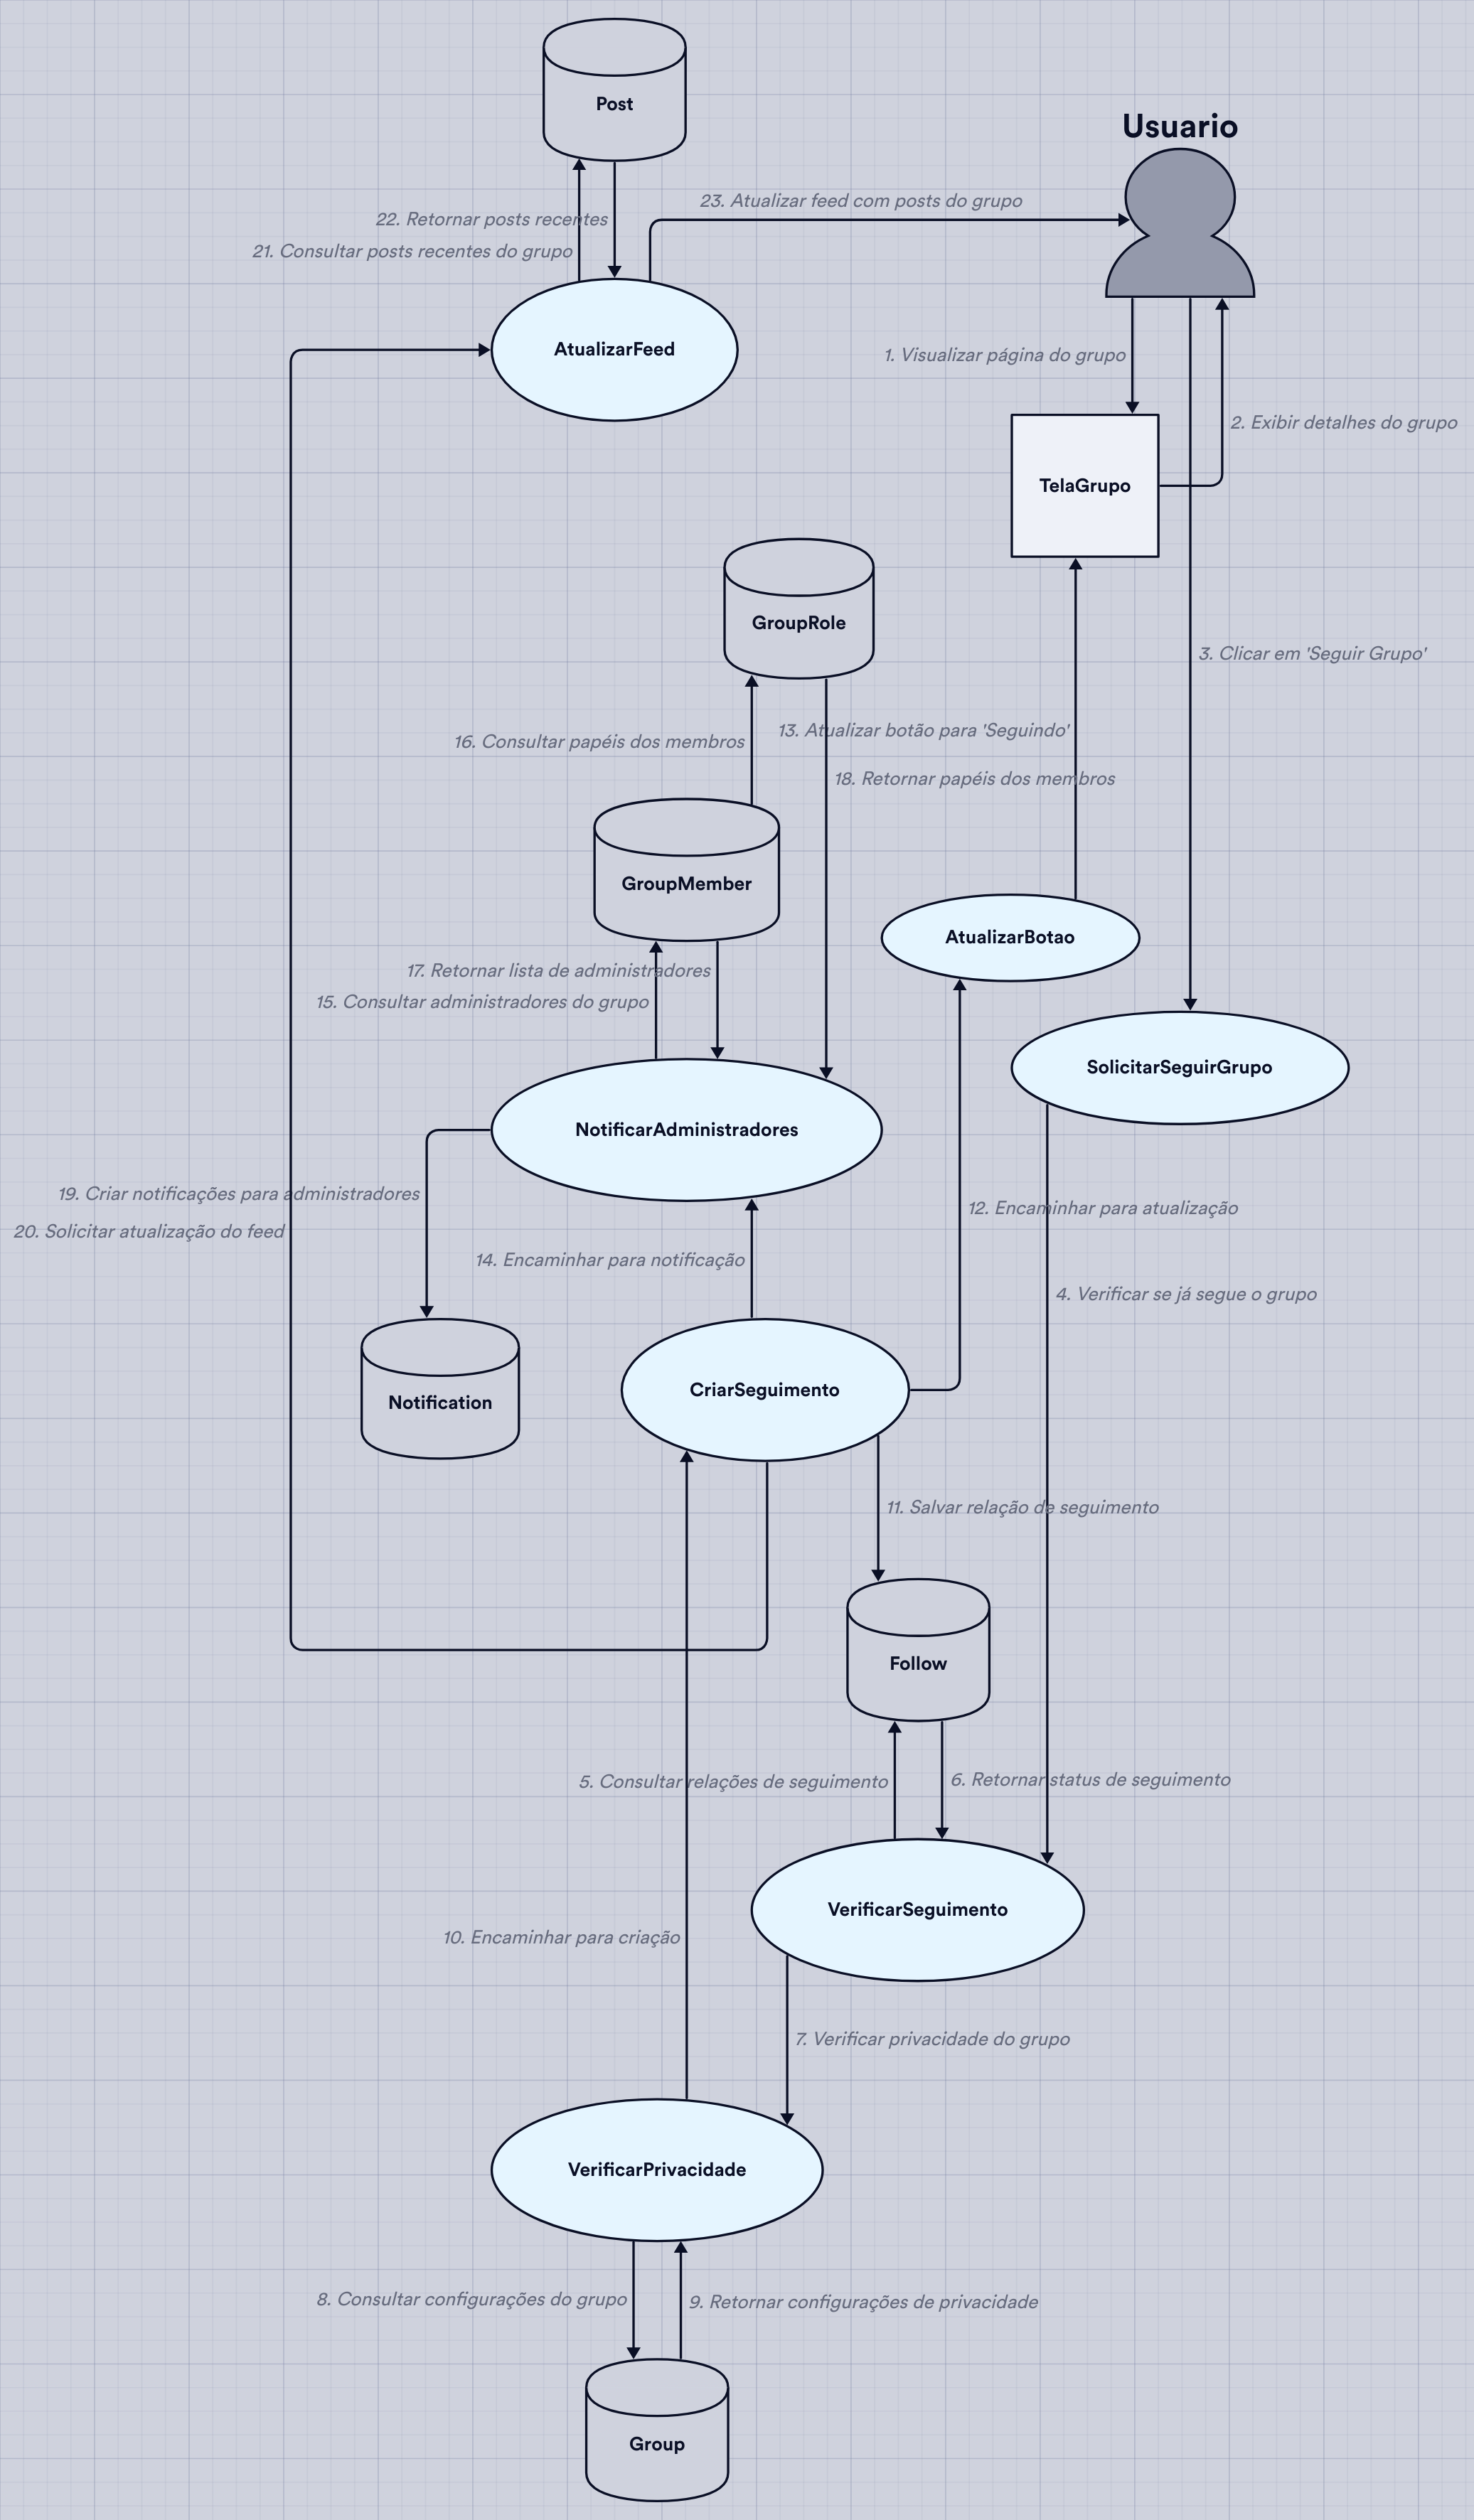 Post
Usuario
23. Atualizar feed com posts do grupo
22. Retornar posts recentes
21. Consultar posts recentes do grupo
AtualizarFeed
1. Visualizar página do grupo
2. Exibir detalhes do grupo
TelaGrupo
GroupRole
3. Clicar em 'Seguir Grupo'
16. Consultar papéis dos membros
13. Atualizar botão para 'Seguindo'
18. Retornar papéis dos membros
GroupMember
AtualizarBotao
17. Retornar lista de administradores
15. Consultar administradores do grupo
SolicitarSeguirGrupo
NotificarAdministradores
19. Criar notificações para administradores
12. Encaminhar para atualização
20. Solicitar atualização do feed
14. Encaminhar para notificação
4. Verificar se já segue o grupo
CriarSeguimento
Notification
11. Salvar relação de seguimento
Follow
5. Consultar relações de seguimento
6. Retornar status de seguimento
VerificarSeguimento
10. Encaminhar para criação
7. Verificar privacidade do grupo
VerificarPrivacidade
8. Consultar configurações do grupo
9. Retornar configurações de privacidade
Group